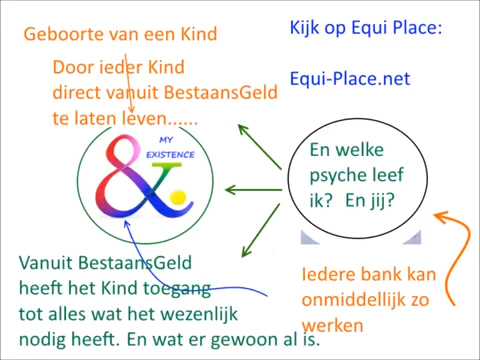 Geboorte van een Kind
Kijk op Equi Place:
Door ieder Kind
direct vanuit BestaansGeld
te laten leven......
Equi-Place.net
&
MY
EXISTENCE
En welke
psyche leef
ik? En jij?
Vanuit BestaansGeld
heeft het Kind toegang
tot alles wat het wezenlijk
nodig heeft. En wat er gewoon al is.
Iedere bank kan
onmiddellijk zo
werken